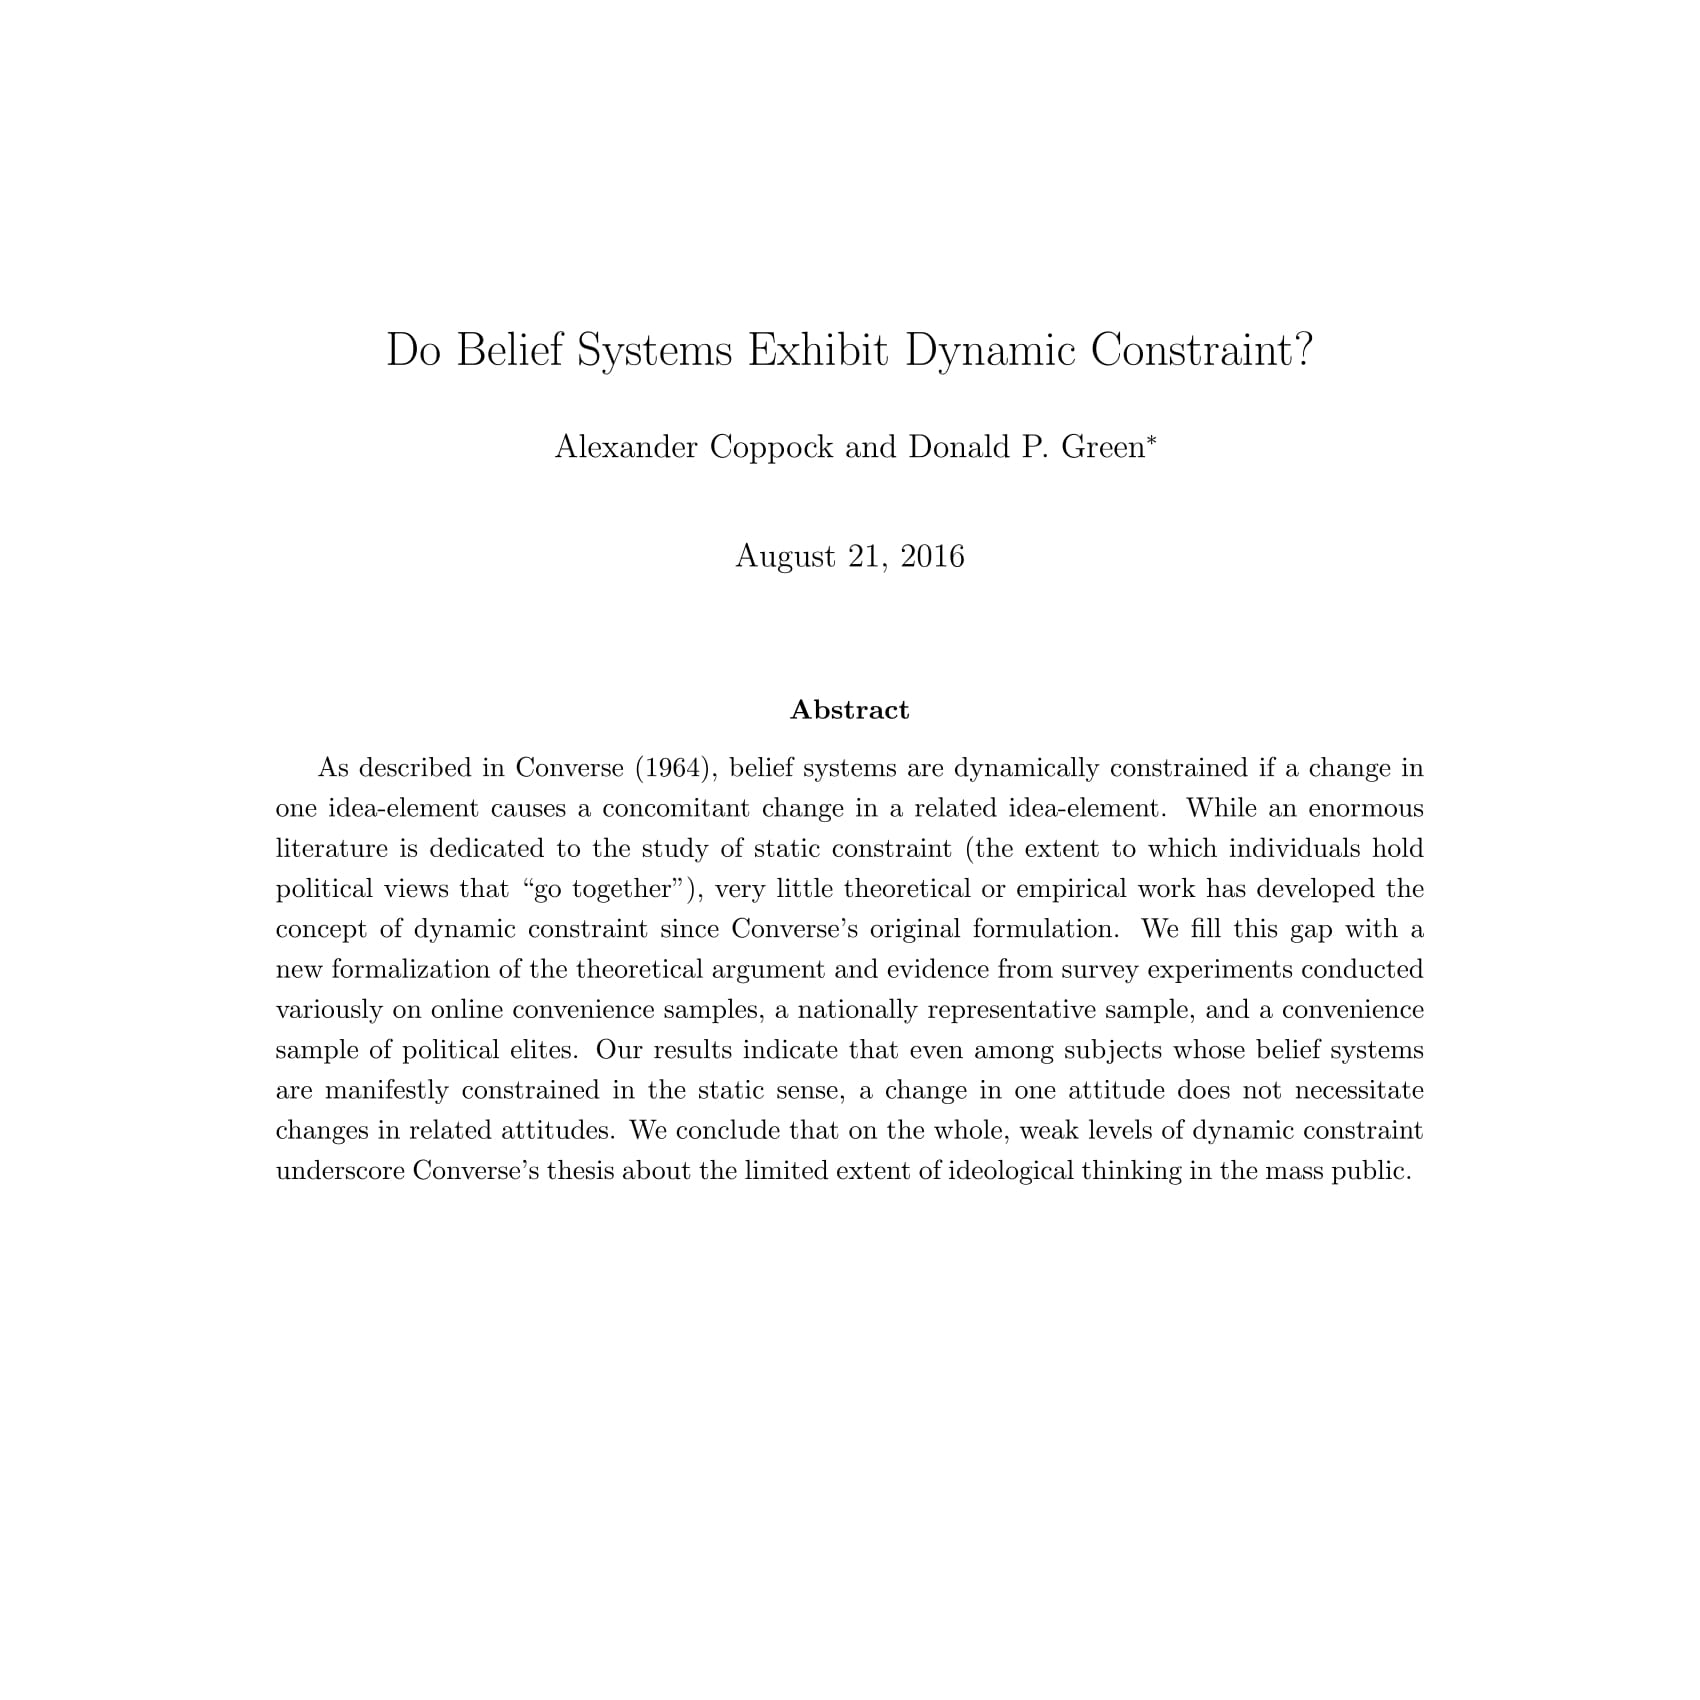 Do Belief Systems Exhibit Dynamic Constraint?
Alexander Coppock and Donald P. Green*
August 21, 2016
Abstract
As described in Converse (1964), belief systems are dynamically constrained if a change in
one idea-element causes a concomitant change in a related idea-element. While an enormous
literature is dedicated to the study of static constraint (the extent to which individuals hold
political views that “go together”), very little theoretical or empirical work has developed the
concept of dynamic constraint since Converse’s original formulation. We fill this gap with a
new formalization of the theoretical argument and evidence from survey experiments conducted
variously on online convenience samples, a nationally representative sample, and a convenience
sample of political elites. Our results indicate that even among subjects whose belief systems
are manifestly constrained in the static sense, a change in one attitude does not necessitate
changes in related attitudes. We conclude that on the whole, weak levels of dynamic constraint
underscore Converse’s thesis about the limited extent of ideological thinking in the mass public.